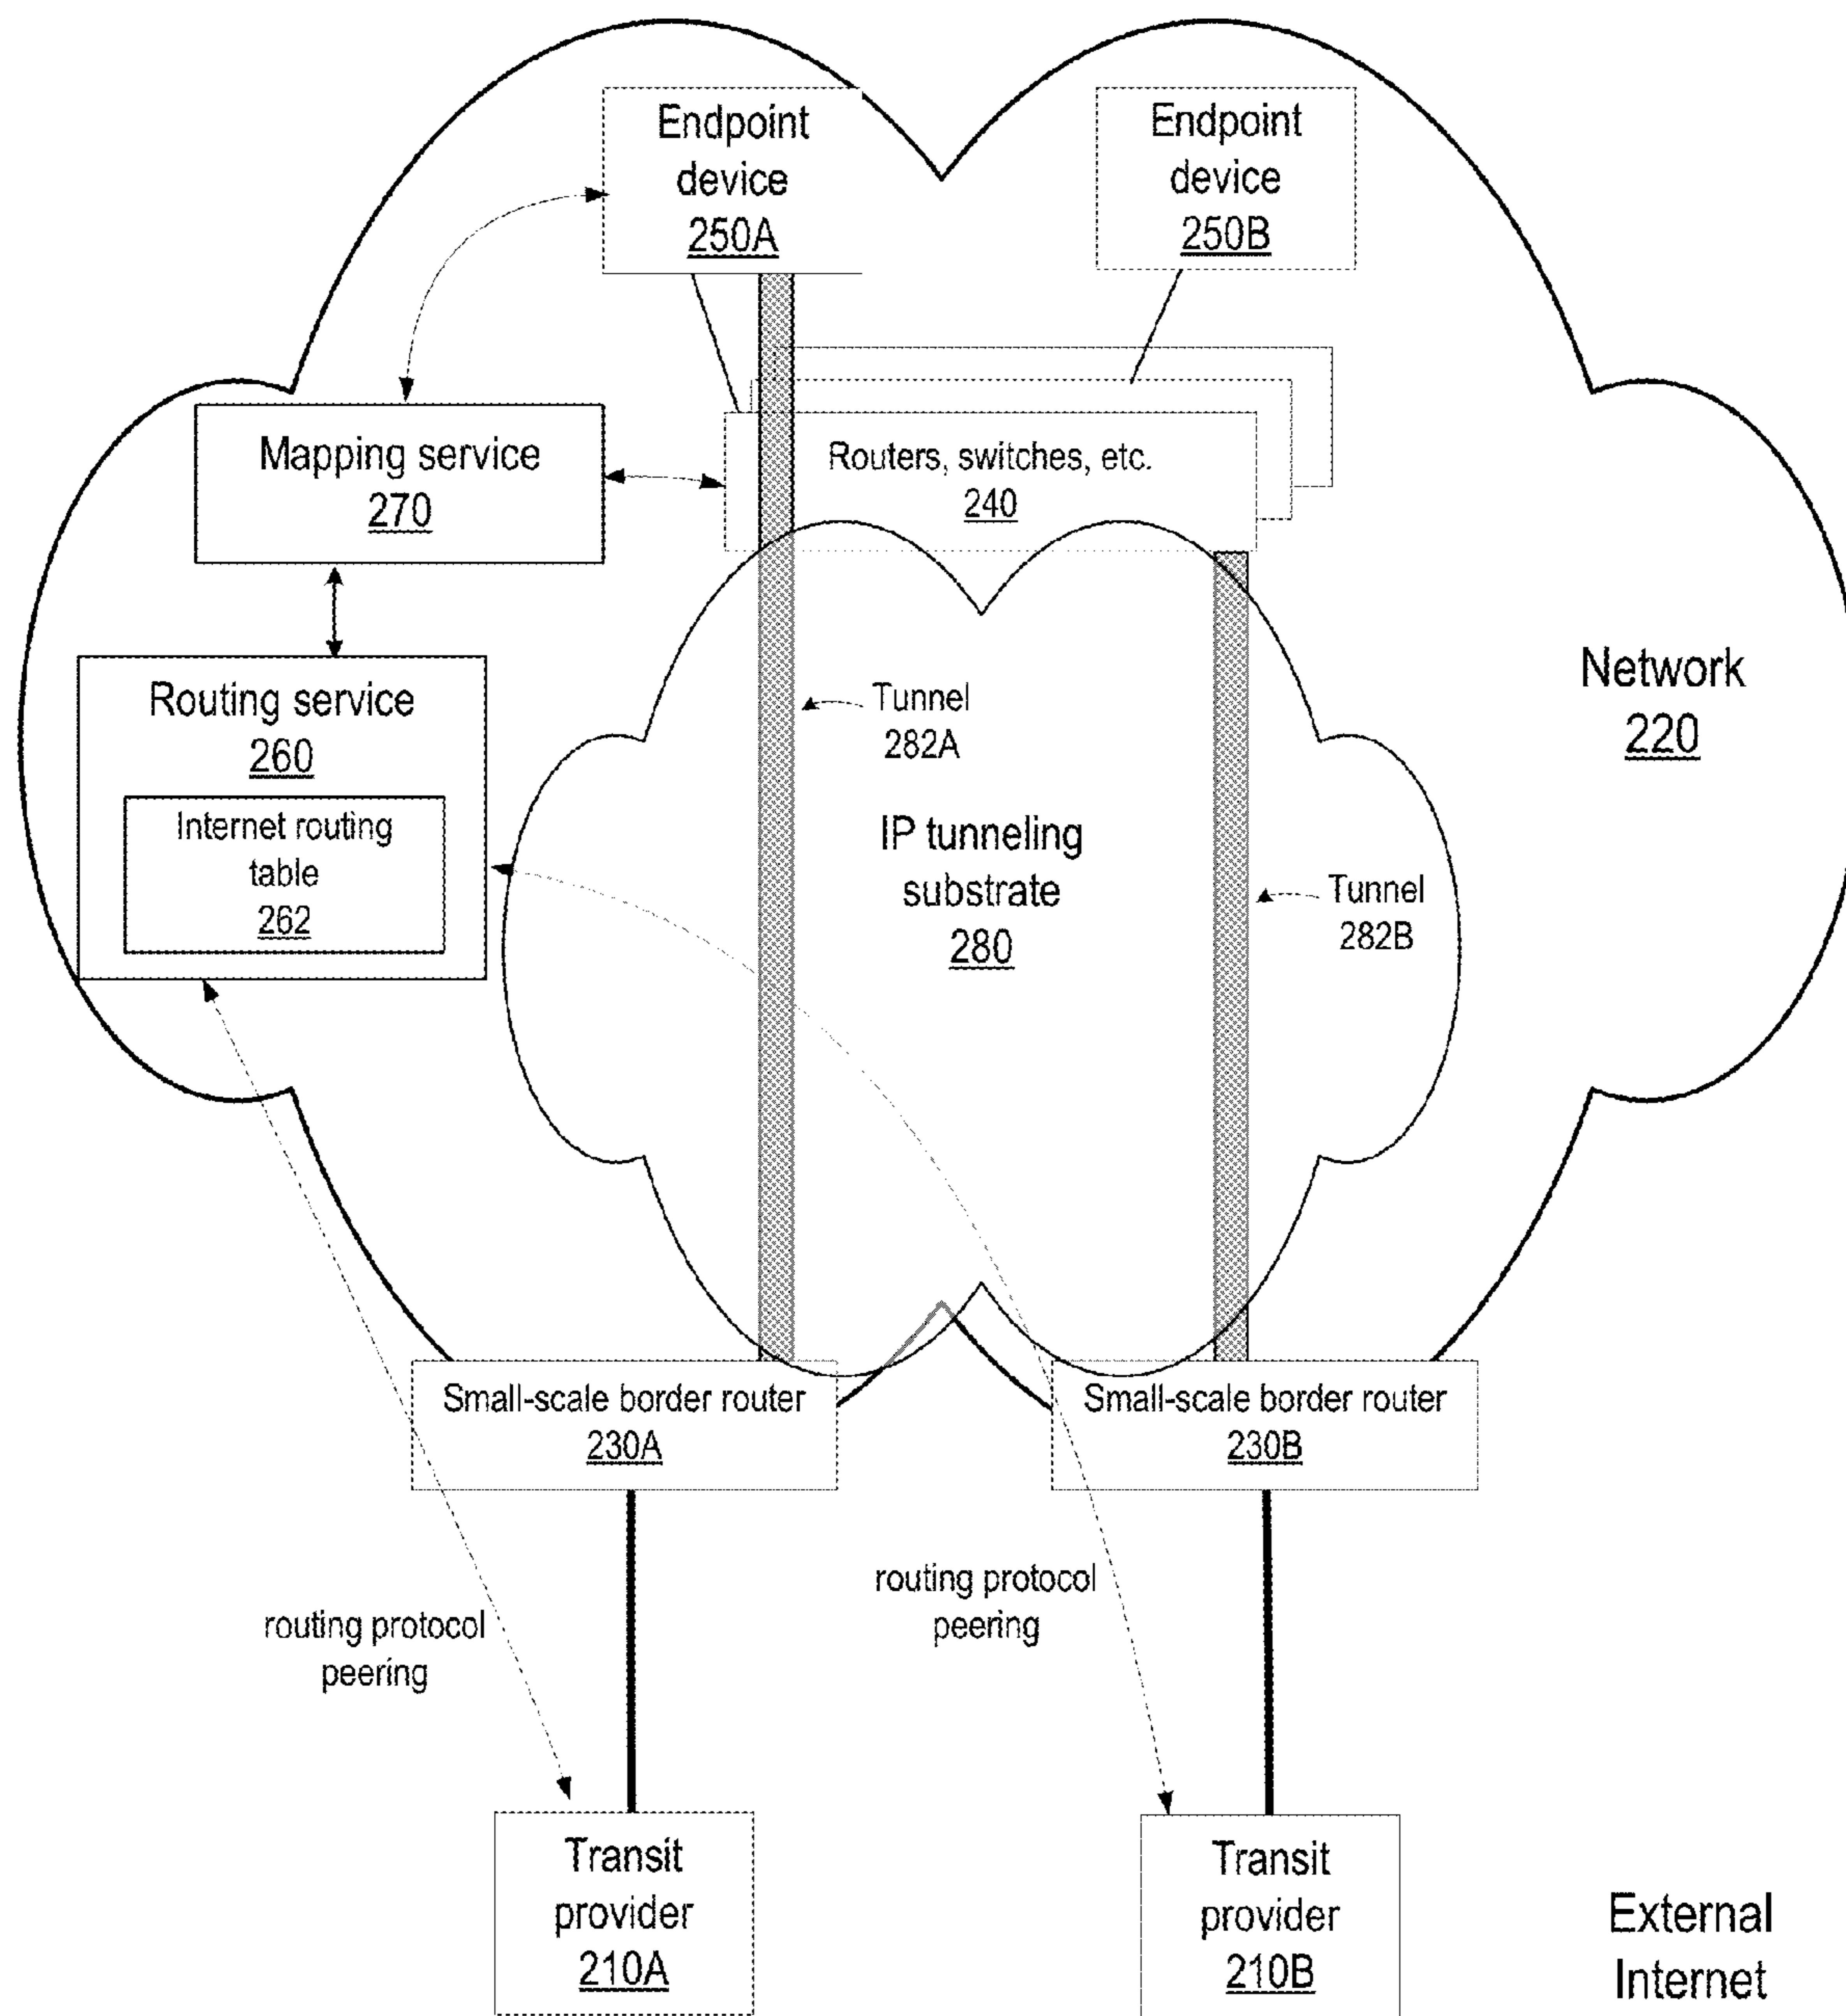 Endpoint
device
250A
Endpoint
device
250B
Mapping service
270
Routers, switches, etc.
240
Routing service
260
Internet routing
table
262
Tunnel
282A
IP tunneling
substrate
280
Tunnel
282B
Network
220
Small-scale border router
230A
Small-scale border router
230B
routing protocol
peering
routing protocol
peering
Transit
provider
210A
Transit
provider
210B
External
Internet